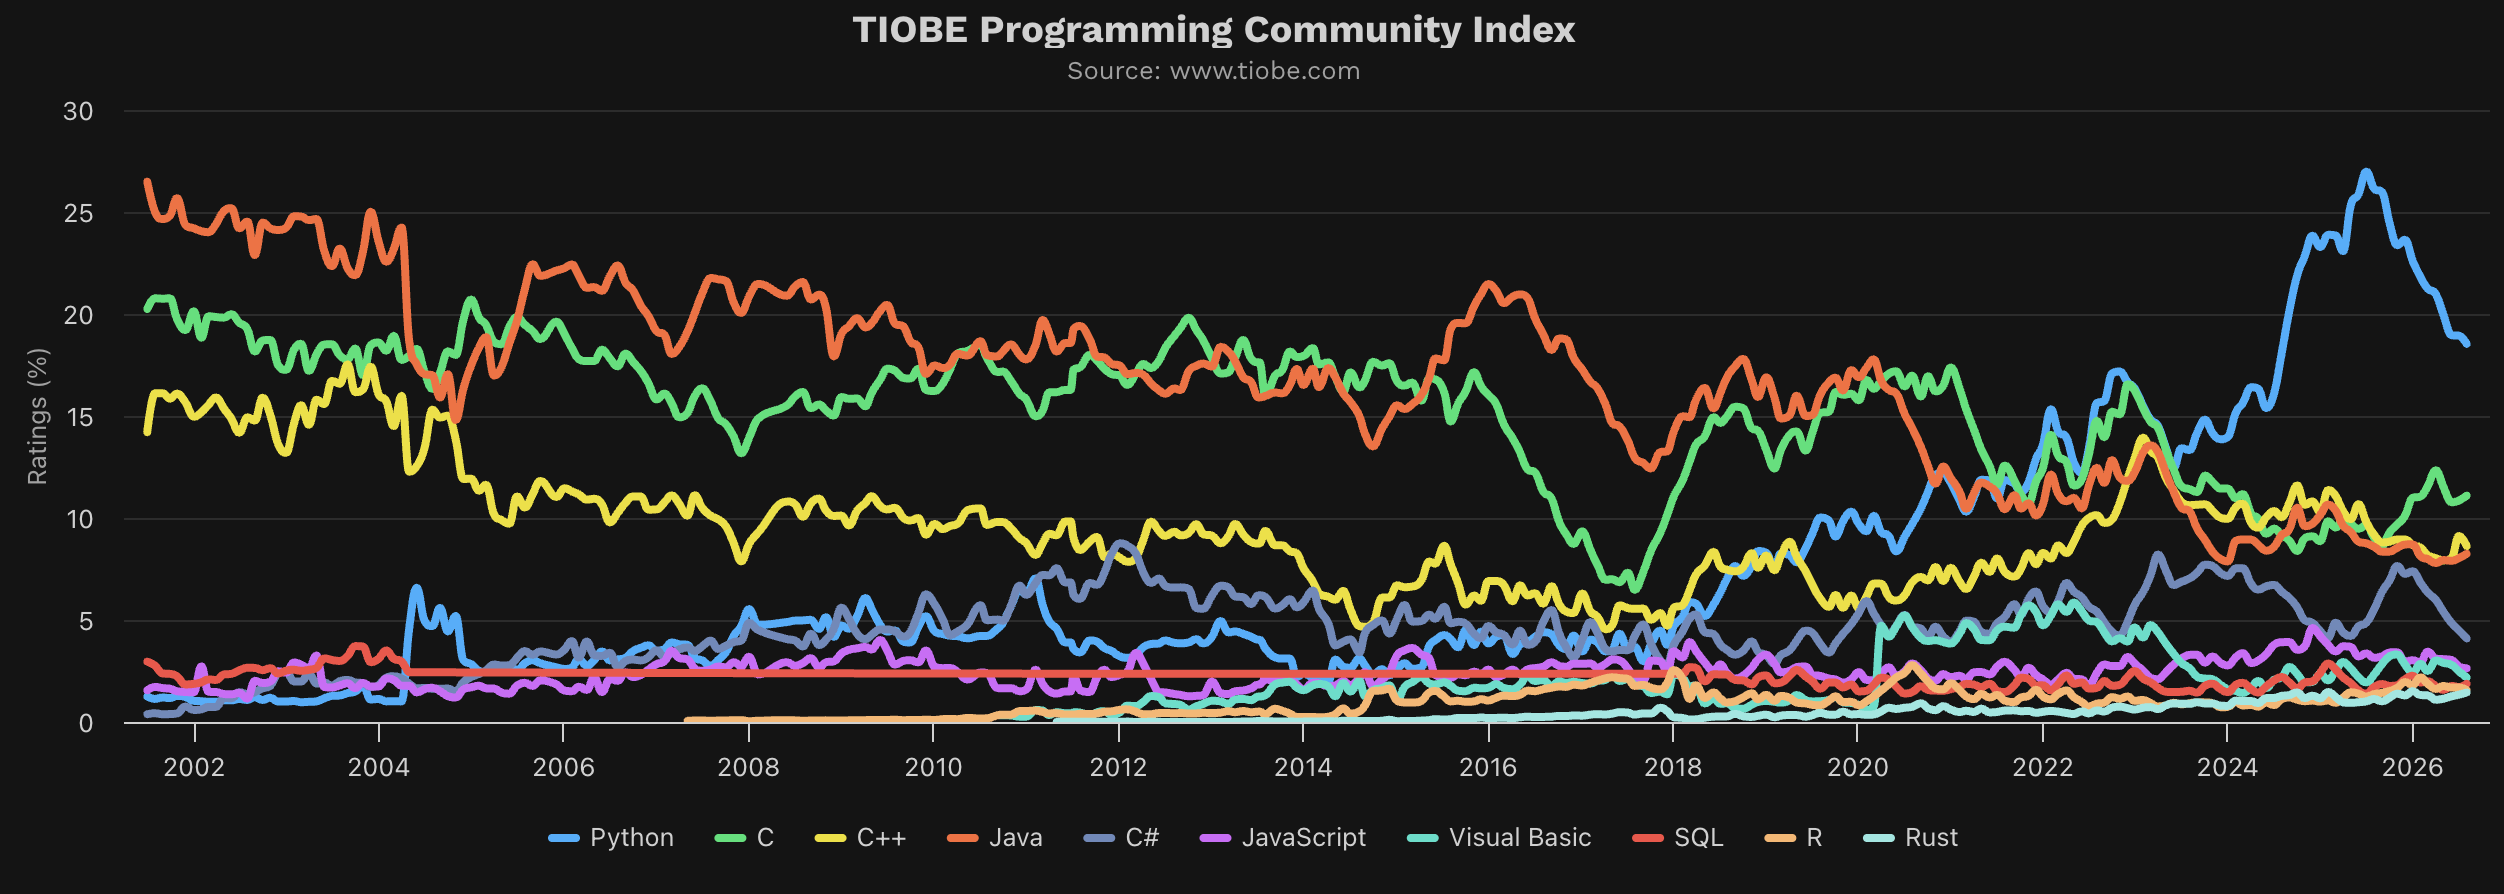 TIOBE Programming Community Index
Source: www.tiobe.com
30
25
20
15
10
5
0
Ratings (%)
2002 2004 2006 2008 2010 2012 2014 2016 2018 2020 2022 2024 2026
Python C C++ Java C# JavaScript Visual Basic SQL R Rust